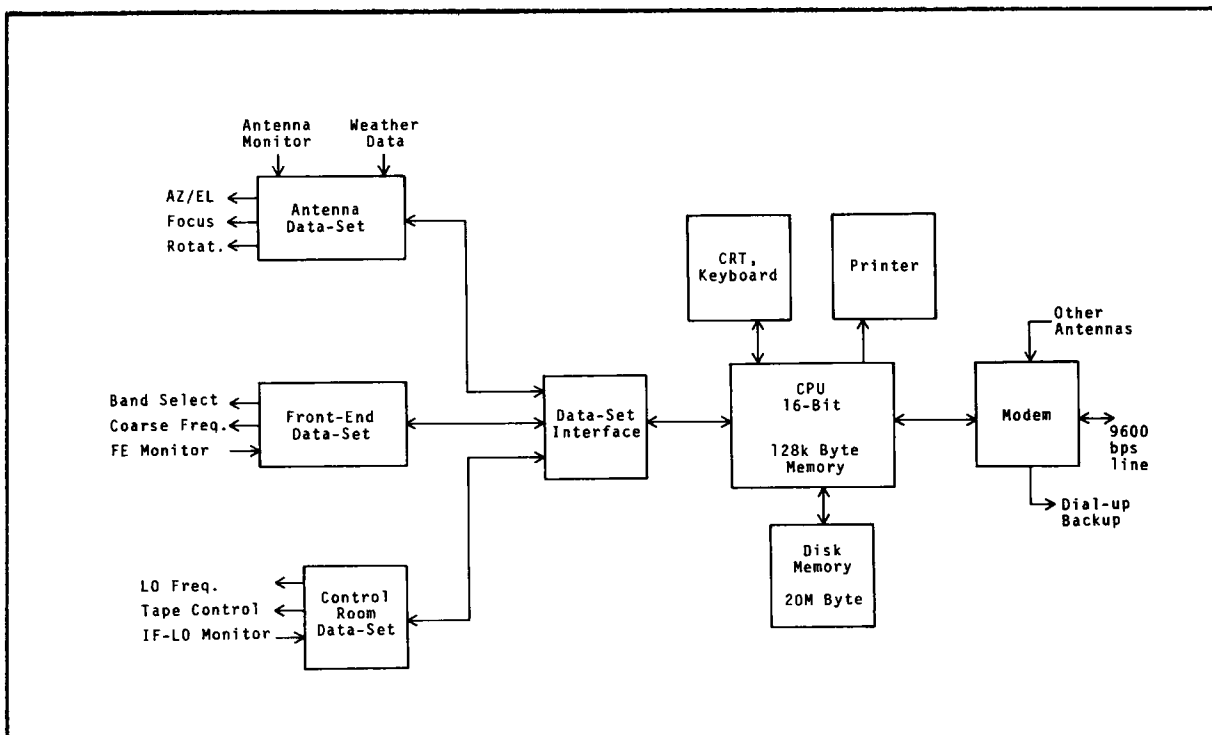 Antenna
Monitor
Weather
Data
AZ/EL
Focus
Rotat.
Antenna
Data-Set
CRT,
Keyboard
Printer
Other
Antennas
Band Select
Coarse Freq.
FE Monitor
Front-End
Data-Set
Data-Set
Interface
CPU
16-Bit
128k Byte
Memory
Modem
9600
bps
line
Dial-up
Backup
Disk
Memory
20M Byte
LO Freq.
Tape Control
IF-LO Monitor
Control
Room
Data-Set